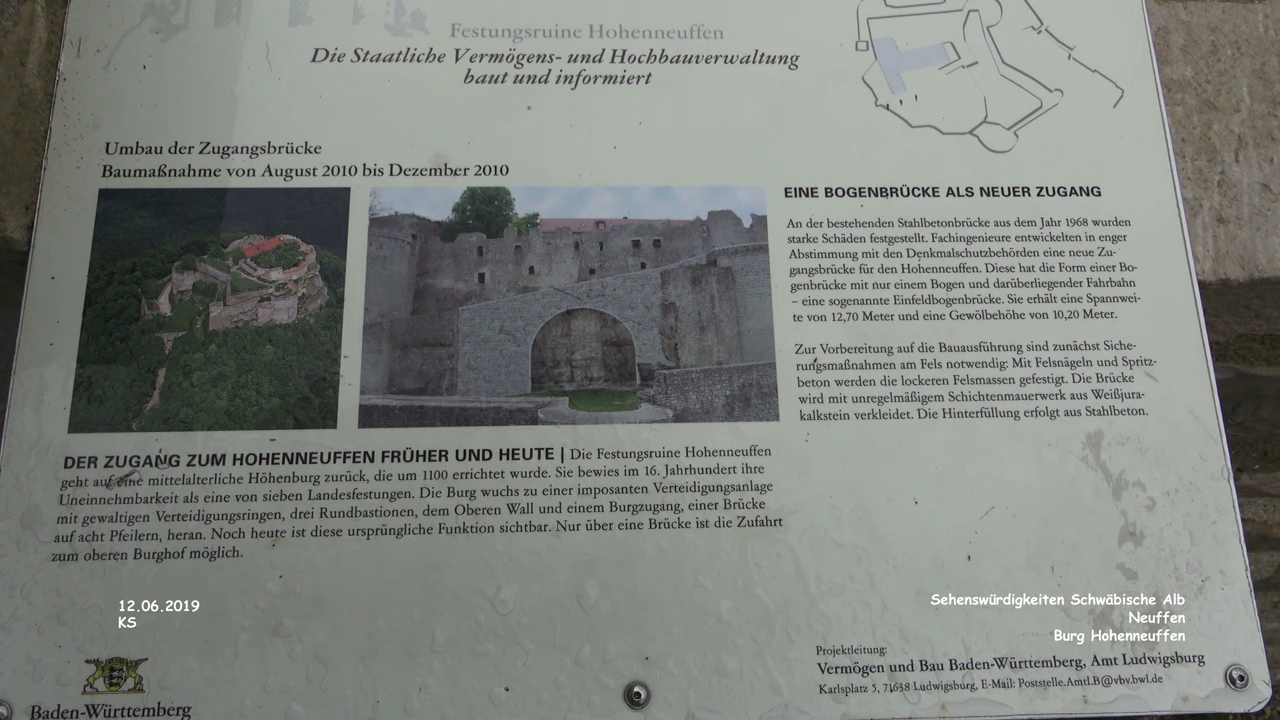 Festungsruine Hohenneuffen
Die Staatliche Vermögens- und Hochbauverwaltung
baut und informiert
Umbau der Zugangsbrücke
Baumaßnahme von August 2010 bis Dezember 2010
EINE BOGENBRÜCKE ALS NEUER ZUGANG
An der bestehenden Stahlbetonbrücke aus dem Jahr 1968 wurden
starke Schäden festgestellt. Fachingenieure entwickelten in enger
Abstimmung mit den Denkmalschutzbehörden eine neue Zu-
gangsbrücke für den Hohenneuffen. Diese hat die Form einer Bo-
genbrücke mit nur einem Bogen und darüberliegender Fahrbahn
– eine sogenannte Einfeldbogenbrücke. Sie erhält eine Spannwei-
te von 12,70 Meter und eine Gewölbehöhe von 10,20 Meter.
Zur Vorbereitung auf die Bauausführung sind zunächst Siche-
rungsmaßnahmen am Fels notwendig: Mit Felsnägeln und Spritz-
beton werden die lockeren Felsmassen gefestigt. Die Brücke
wird mit unregelmäßigem Schichtenmauerwerk aus Weißjura-
kalkstein verkleidet. Die Hinterfüllung erfolgt aus Stahlbeton.
DER ZUGANG ZUM HOHENNEUFFEN FRÜHER UND HEUTE | Die Festungsruine Hohenneuffen
geht auf eine mittelalterliche Höhenburg zurück, die um 1100 errichtet wurde. Sie bewies im 16. Jahrhundert ihre
Uneinnehmbarkeit als eine von sieben Landesfestungen. Die Burg wuchs zu einer imposanten Verteidigungsanlage
mit gewaltigen Verteidigungsringen, drei Rundbastionen, dem Oberen Wall und einem Burgzugang, einer Brücke
auf acht Pfeilern, heran. Noch heute ist diese ursprüngliche Funktion sichtbar. Nur über eine Brücke ist die Zufahrt
zum oberen Burghof möglich.
12.06.2019
KS
Sehenswürdigkeiten Schwäbische Alb
Neuffen
Burg Hohenneuffen
Projektleitung:
Vermögen und Bau Baden-Württemberg, Amt Ludwigsburg
Karlsplatz 5, 71638 Ludwigsburg, E-Mail: Poststelle.AmtLB@vbv.bwl.de
Baden-Württemberg